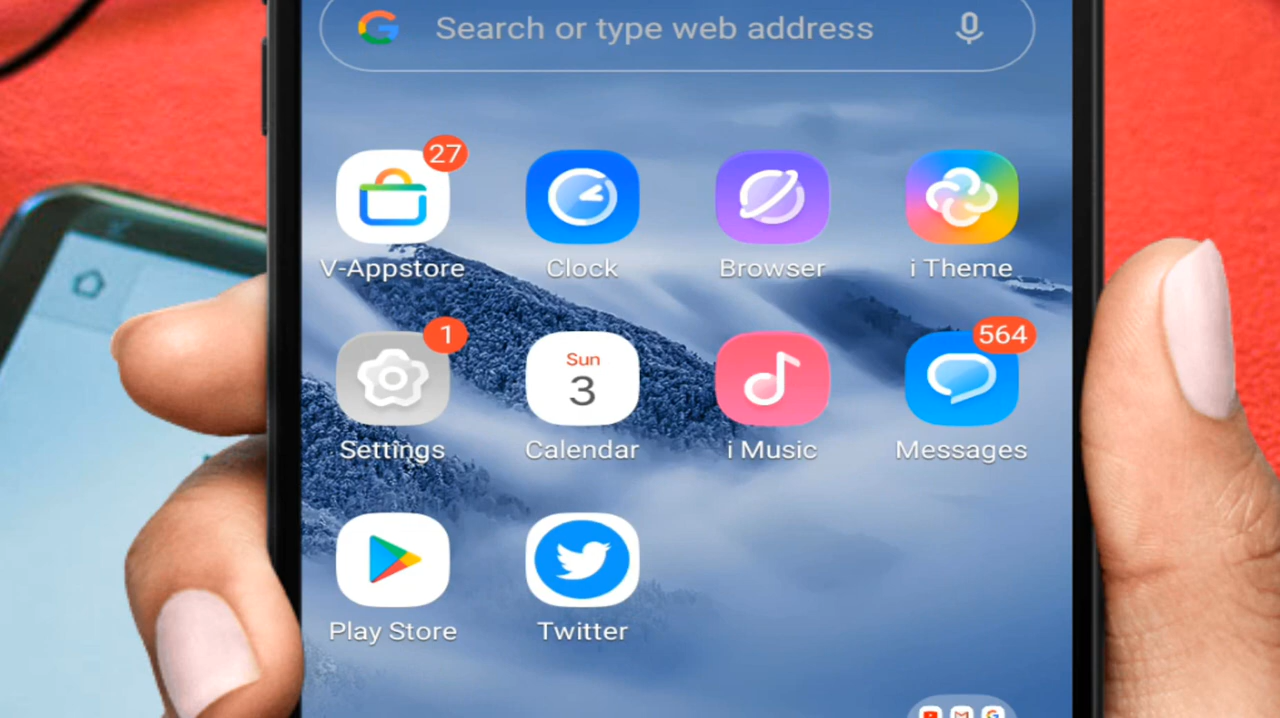 Search or type web address
27
V-Appstore
Clock
Browser
i Theme
1
564
Sun
3
Settings
Calendar
i Music
Messages
Play Store
Twitter